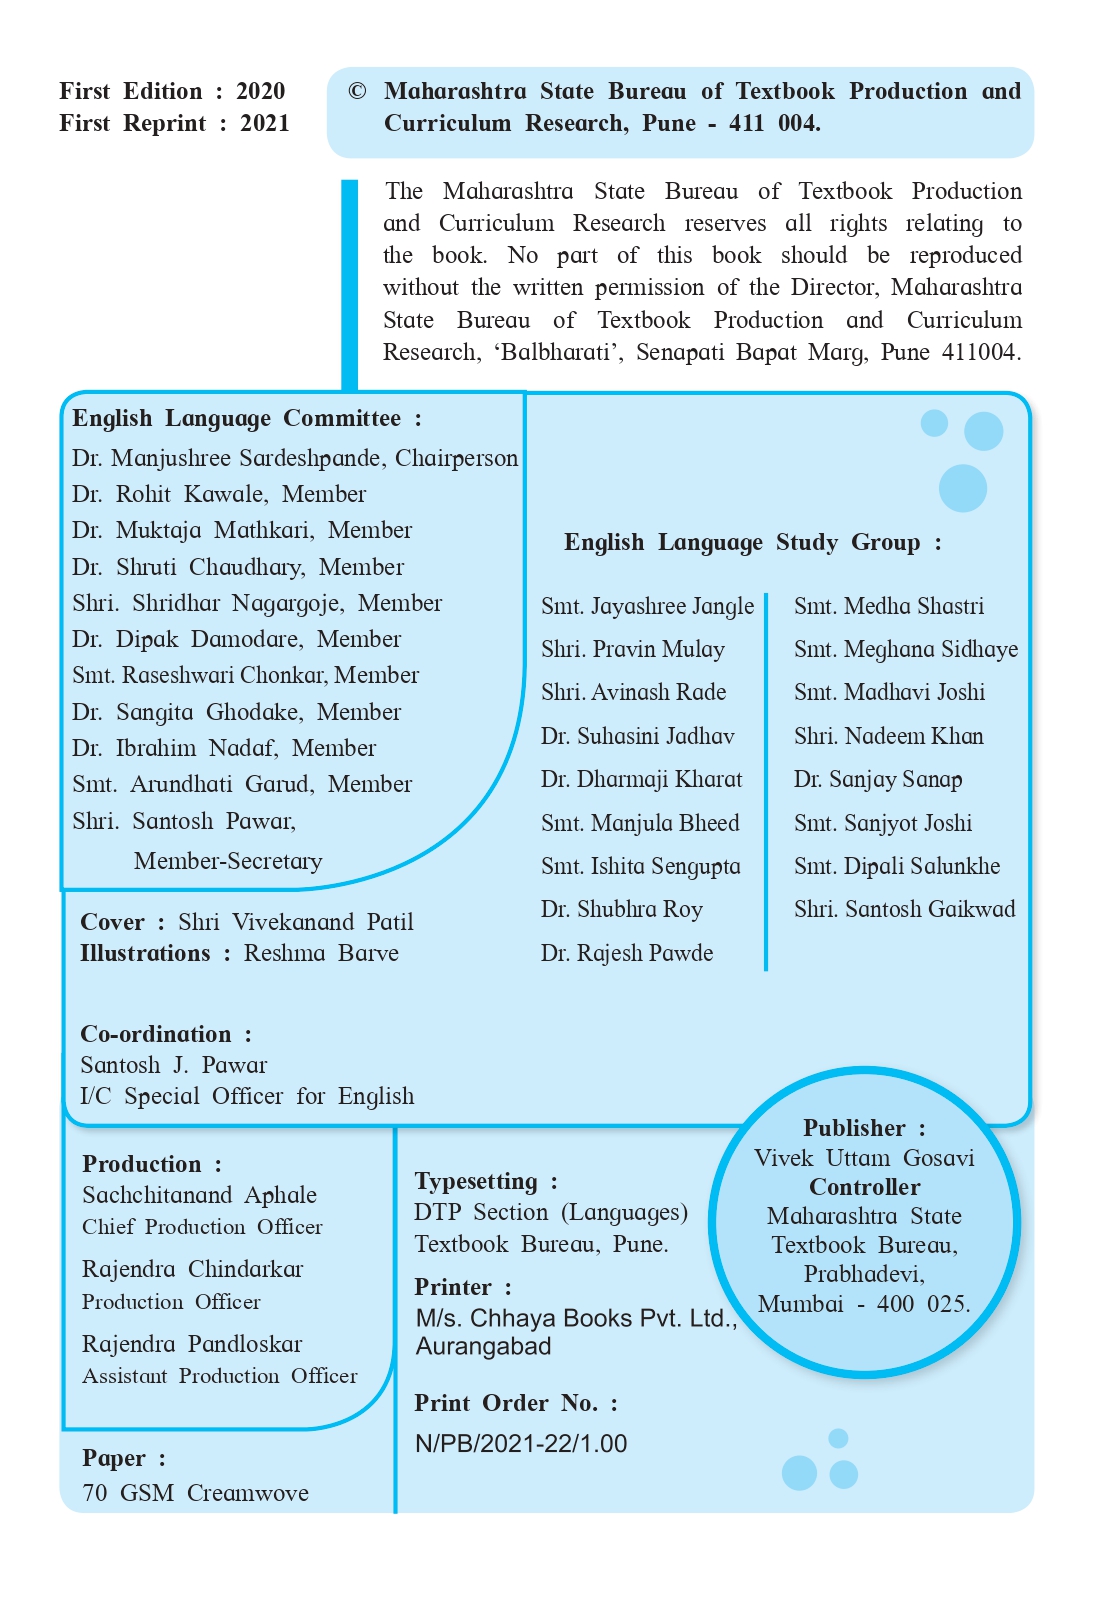 First Edition : 2020
First Reprint : 2021
© Maharashtra State Bureau of Textbook Production and
Curriculum Research, Pune - 411 004.
The Maharashtra State Bureau of Textbook Production
and Curriculum Research reserves all rights relating to
the book. No part of this book should be reproduced
without the written permission of the Director, Maharashtra
State Bureau of Textbook Production and Curriculum
Research, ‘Balbharati’, Senapati Bapat Marg, Pune 411004.
English Language Committee :
Dr. Manjushree Sardeshpande, Chairperson
Dr. Rohit Kawale, Member
Dr. Muktaja Mathkari, Member
Dr. Shruti Chaudhary, Member
Shri. Shridhar Nagargoje, Member
Dr. Dipak Damodare, Member
Smt. Raseshwari Chonkar, Member
Dr. Sangita Ghodake, Member
Dr. Ibrahim Nadaf, Member
Smt. Arundhati Garud, Member
Shri. Santosh Pawar,
Member-Secretary
English Language Study Group :
Smt. Jayashree Jangle
Shri. Pravin Mulay
Shri. Avinash Rade
Dr. Suhasini Jadhav
Dr. Dharmaji Kharat
Smt. Manjula Bheed
Smt. Ishita Sengupta
Dr. Shubhra Roy
Dr. Rajesh Pawde
Smt. Medha Shastri
Smt. Meghana Sidhaye
Smt. Madhavi Joshi
Shri. Nadeem Khan
Dr. Sanjay Sanap
Smt. Sanjyot Joshi
Smt. Dipali Salunkhe
Shri. Santosh Gaikwad
Cover : Shri Vivekanand Patil
Illustrations : Reshma Barve
Co-ordination :
Santosh J. Pawar
I/C Special Officer for English
Production :
Sachchitanand Aphale
Chief Production Officer
Rajendra Chindarkar
Production Officer
Rajendra Pandloskar
Assistant Production Officer
Paper :
70 GSM Creamwove
Typesetting :
DTP Section (Languages)
Textbook Bureau, Pune.
Printer :
M/s. Chhaya Books Pvt. Ltd.,
Aurangabad
Print Order No. :
N/PB/2021-22/1.00
Publisher :
Vivek Uttam Gosavi
Controller
Maharashtra State
Textbook Bureau,
Prabhadevi,
Mumbai - 400 025.